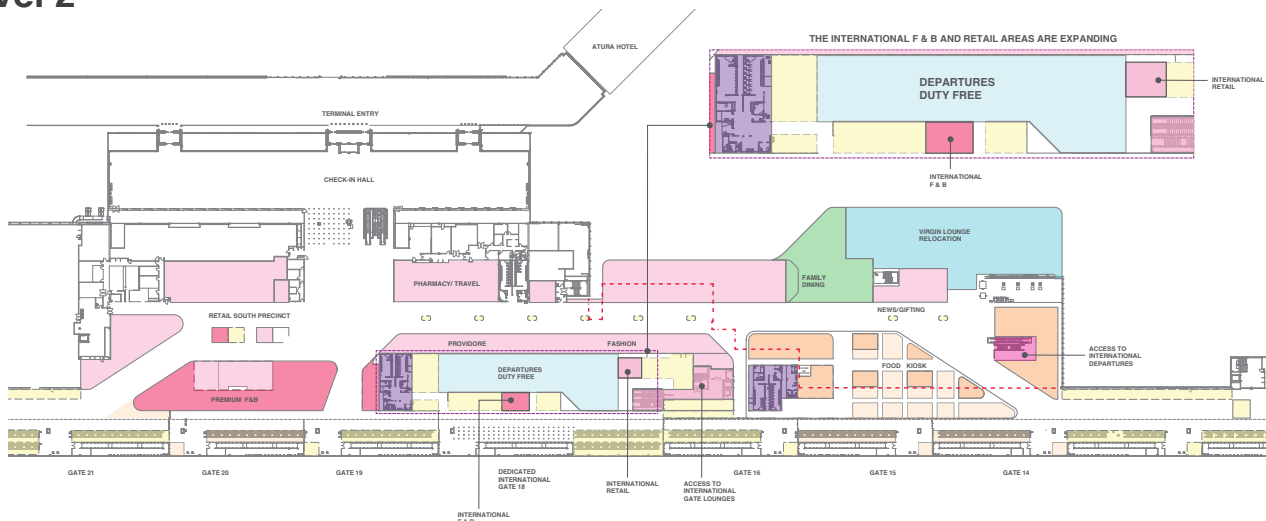 ATURA HOTEL
THE INTERNATIONAL F & B AND RETAIL AREAS ARE EXPANDING
DEPARTURES
DUTY FREE
INTERNATIONAL
RETAIL
INTERNATIONAL
F & B
TERMINAL ENTRY
CHECK-IN HALL
VIRGIN LOUNGE
RELOCATION
PHARMACY/ TRAVEL
FAMILY
DINING
NEWS/GIFTING
RETAIL SOUTH PRECINCT
PROVIDORE
FASHION
ACCESS TO
INTERNATIONAL
DEPARTURES
DEPARTURES
DUTY FREE
FOOD KIOSK
PREMIUM F&B
GATE 21
GATE 20
GATE 19
DEDICATED
INTERNATIONAL
GATE 18
INTERNATIONAL
RETAIL
ACCESS TO
INTERNATIONAL
GATE LOUNGES
GATE 16
GATE 15
GATE 14
INTERNATIONAL